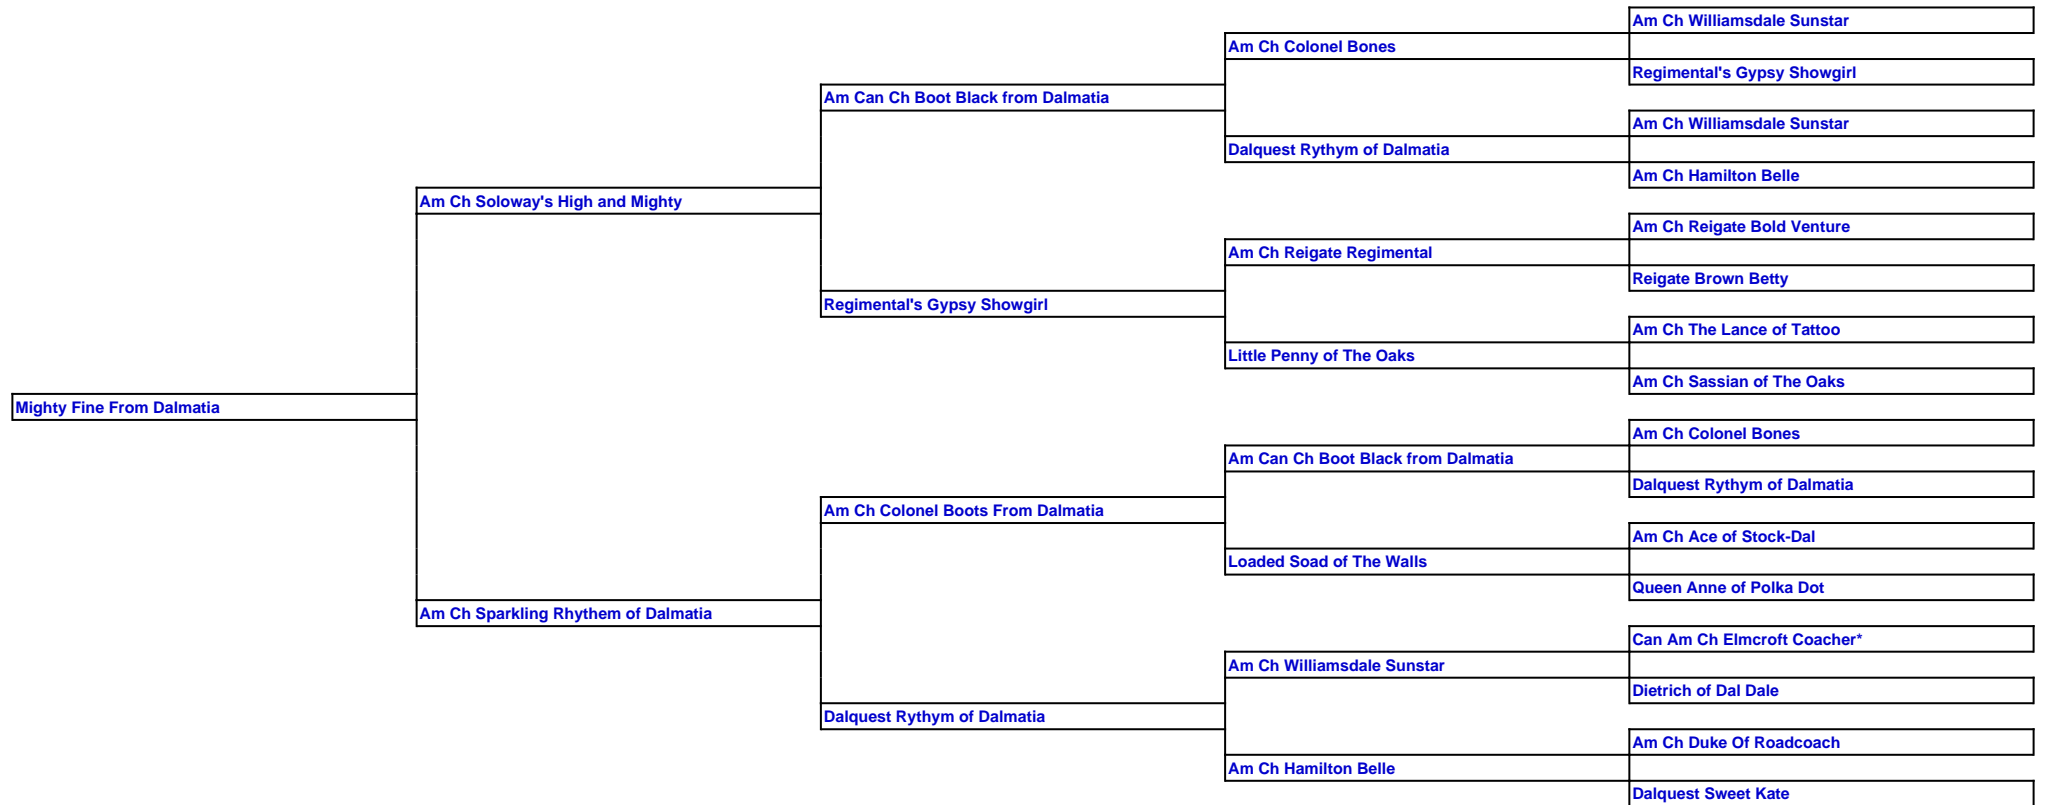 Am Ch Williamsdale Sunstar
Am Ch Colonel Bones
Regimental's Gypsy Showgirl
Am Can Ch Boot Black from Dalmatia
Am Ch Williamsdale Sunstar
Dalquest Rythym of Dalmatia
Am Ch Hamilton Belle
Am Ch Soloway's High and Mighty
Am Ch Reigate Bold Venture
Am Ch Reigate Regimental
Reigate Brown Betty
Regimental's Gypsy Showgirl
Am Ch The Lance of Tattoo
Little Penny of The Oaks
Am Ch Sassian of The Oaks
Mighty Fine From Dalmatia
Am Ch Colonel Bones
Am Can Ch Boot Black from Dalmatia
Dalquest Rythym of Dalmatia
Am Ch Colonel Boots From Dalmatia
Am Ch Ace of Stock-Dal
Loaded Soad of The Walls
Queen Anne of Polka Dot
Am Ch Sparkling Rhythem of Dalmatia
Can Am Ch Elmcroft Coacher*
Am Ch Williamsdale Sunstar
Dietrich of Dal Dale
Dalquest Rythym of Dalmatia
Am Ch Duke Of Roadcoach
Am Ch Hamilton Belle
Dalquest Sweet Kate